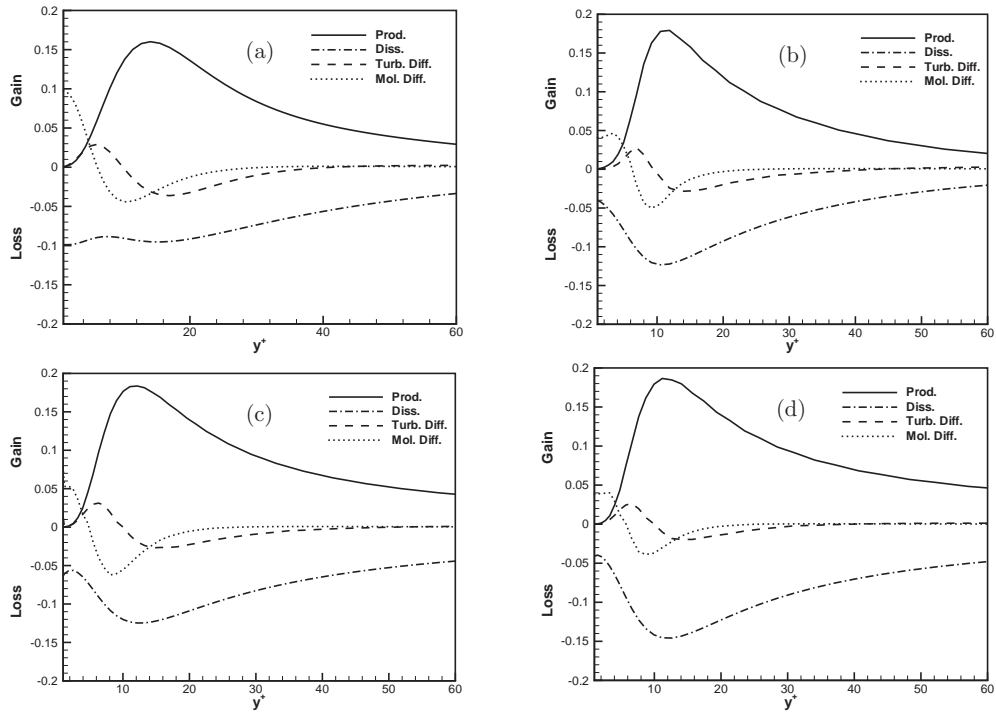 (a)
Prod.
Diss.
Turb. Diff.
Mol. Diff.
Gain
Loss
0.2
0.15
0.1
0.05
0
-0.05
-0.1
-0.15
-0.2
20
40
60
y+
(b)
Prod.
Diss.
Turb. Diff.
Mol. Diff.
Gain
Loss
0.2
0.15
0.1
0.05
0
-0.05
-0.1
-0.15
-0.2
10
20
30
40
50
60
y+
(c)
Prod.
Diss.
Turb. Diff.
Mol. Diff.
Gain
Loss
0.2
0.15
0.1
0.05
0
-0.05
-0.1
-0.15
-0.2
10
20
30
40
50
60
y+
(d)
Prod.
Diss.
Turb. Diff.
Mol. Diff.
Gain
Loss
0.2
0.15
0.1
0.05
0
-0.05
-0.1
-0.15
-0.2
10
20
30
40
50
60
y+